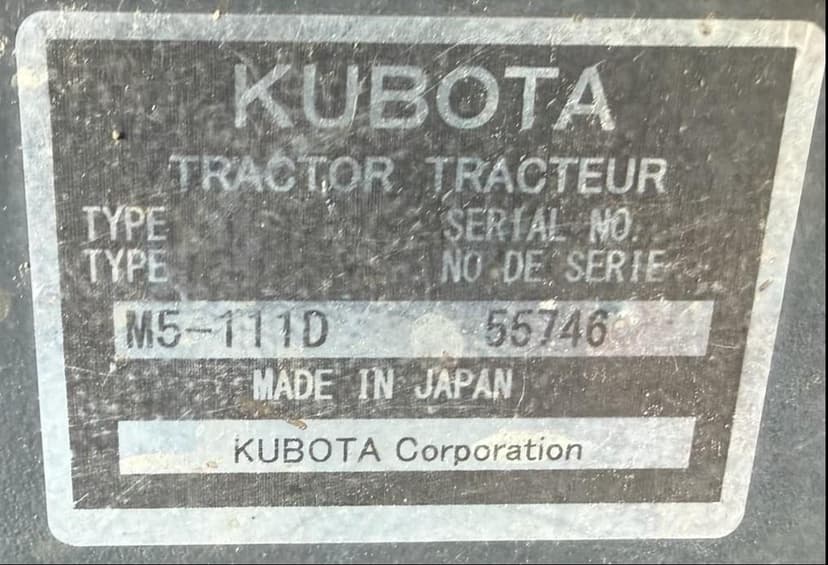 KUBOTA
TRACTOR TRACTEUR
TYPE SERIAL NO.
TYPE NO DE SERIE
M5-111D 55746
MADE IN JAPAN
KUBOTA Corporation